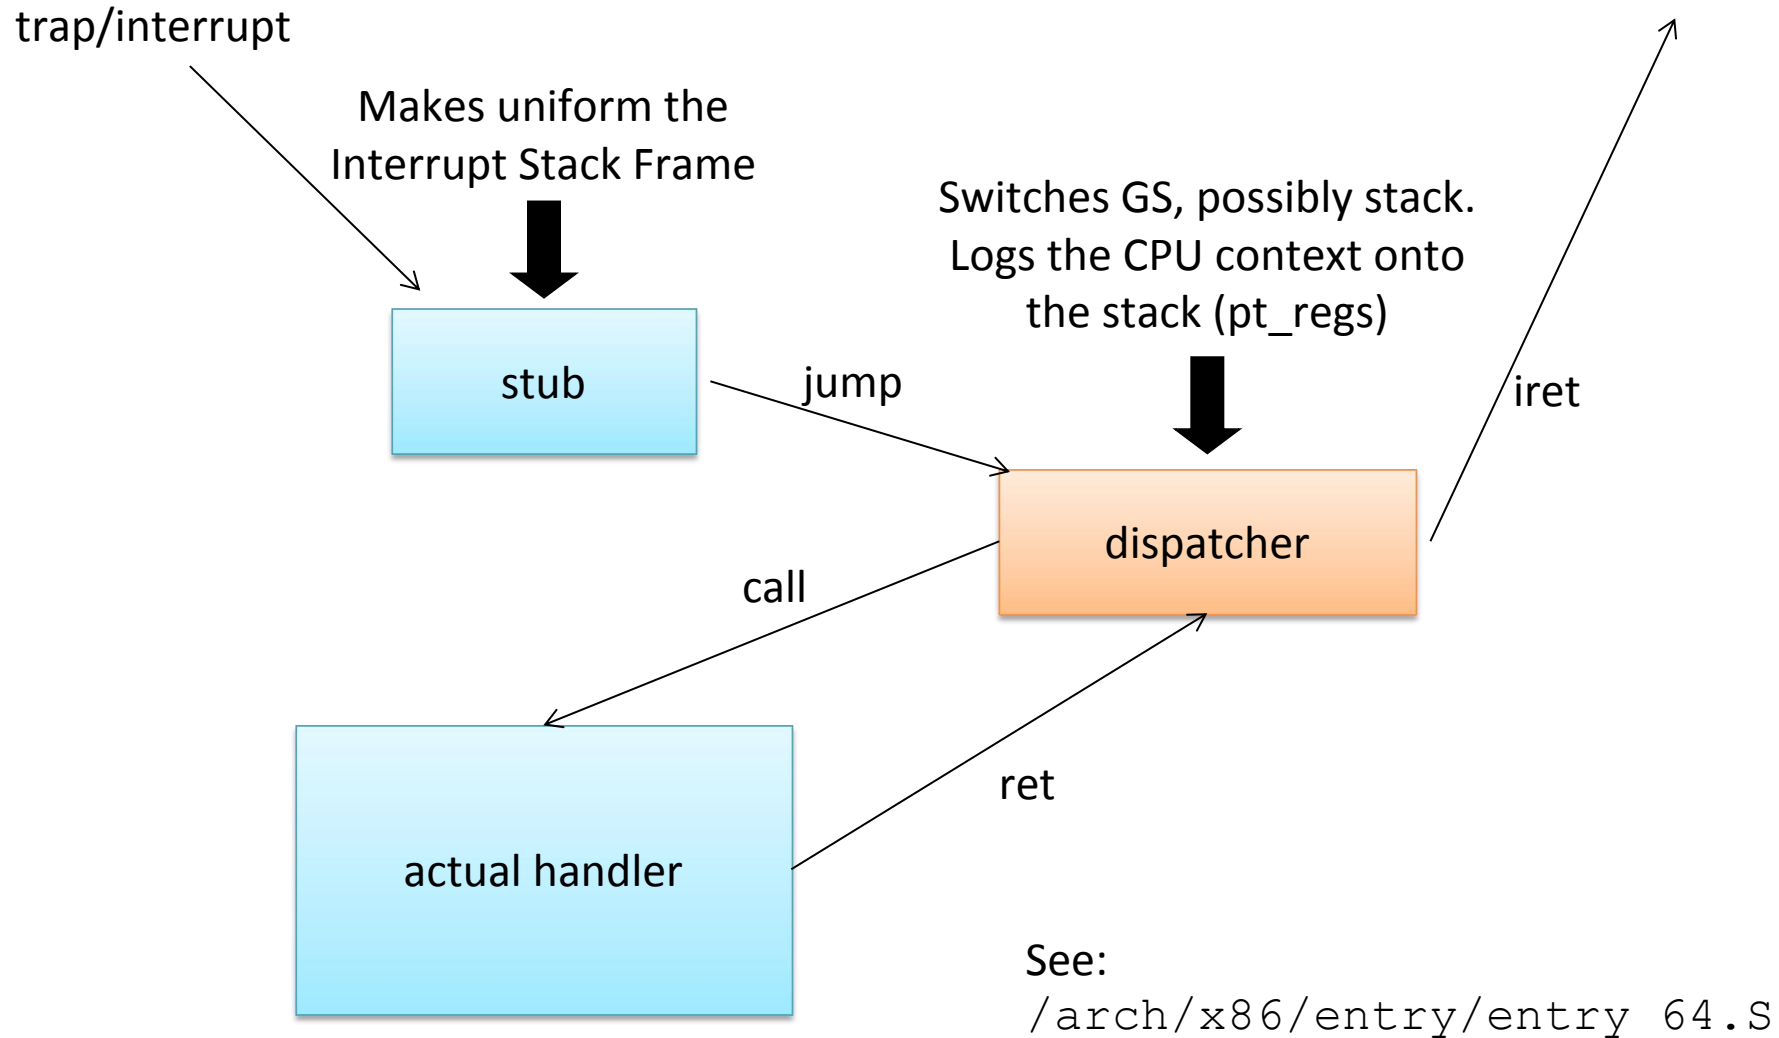 trap/interrupt
Makes uniform the
Interrupt Stack Frame
Switches GS, possibly stack.
Logs the CPU context onto
the stack (pt_regs)
stub
jump
iret
dispatcher
call
ret
actual handler
See:
/arch/x86/entry/entry 64.S